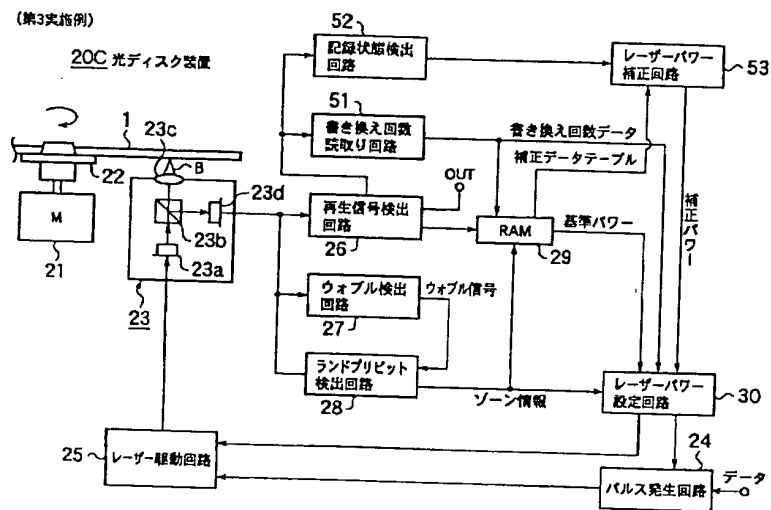 (第3実施例)
20C 光ディスク装置
52
記録状態検出
回路
レーザーパワー
補正回路
53
51
書き換え回数
読取り回路
書き換え回数データ
補正データテーブル
1
23c
B
22
23d
OUT
M
21
23b
23a
23
再生信号検出
回路
26
RAM
29
基準パワー
補正パワー
ウォブル検出
回路
27
ウォブル信号
ランドプリピット
検出回路
28
ゾーン情報
レーザーパワー
設定回路
30
25
レーザー駆動回路
24
パルス発生回路
データ